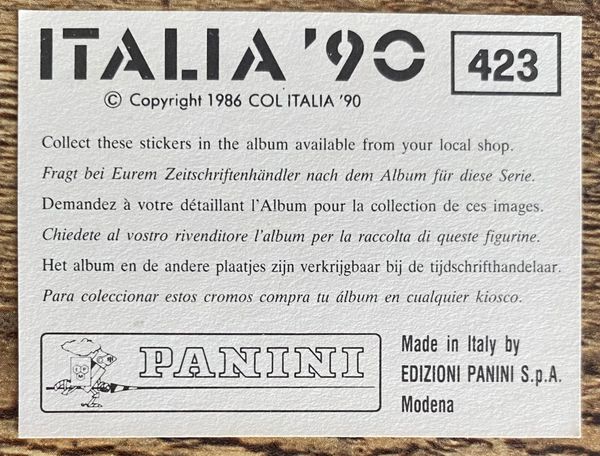 ITALIA '90
423
© Copyright 1986 COL ITALIA '90
Collect these stickers in the album available from your local shop.
Fragt bei Eurem Zeitschriftenhändler nach dem Album für diese Serie.
Demandez à votre détaillant l'Album pour la collection de ces images.
Chiedete al vostro rivenditore l'album per la raccolta di queste figurine.
Het album en de andere plaatjes zijn verkrijgbaar bij de tijdschrifthandelaar.
Para coleccionar estos cromos compra tu álbum en cualquier kiosco.
PANINI
Made in Italy by
EDIZIONI PANINI S.p.A.
Modena